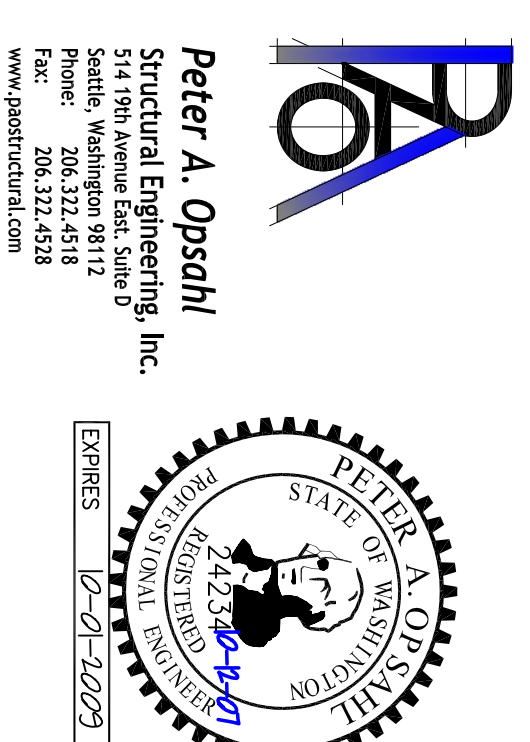 PAO
Peter A. Opsahl
Structural Engineering, Inc.
514 19th Avenue East. Suite D
Seattle, Washington 98112
Phone: 206.322.4518
Fax: 206.322.4528
www.paostructural.com
PETER A. OPSAHL
STATE OF WASHINGTON
24234
10-12-07
REGISTERED
PROFESSIONAL ENGINEER
EXPIRES 10-01-2009